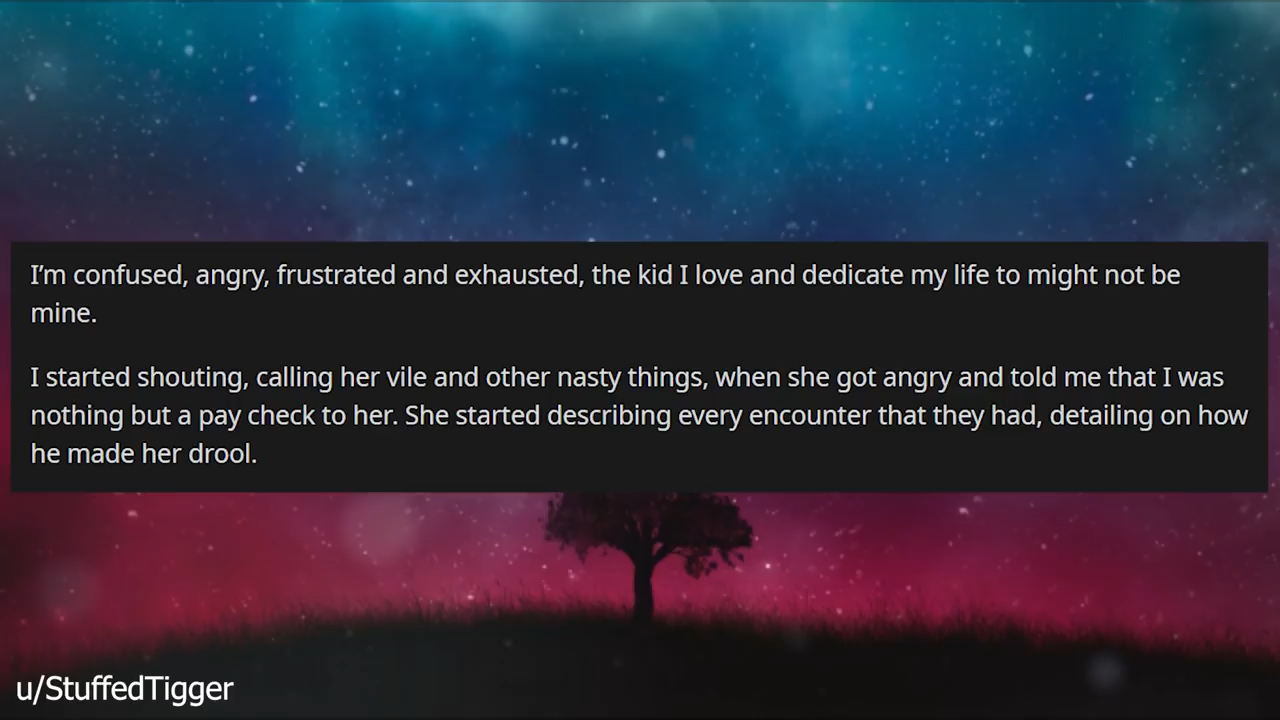 I’m confused, angry, frustrated and exhausted, the kid I love and dedicate my life to might not be
mine.
I started shouting, calling her vile and other nasty things, when she got angry and told me that I was
nothing but a pay check to her. She started describing every encounter that they had, detailing on how
he made her drool.
u/StuffedTigger